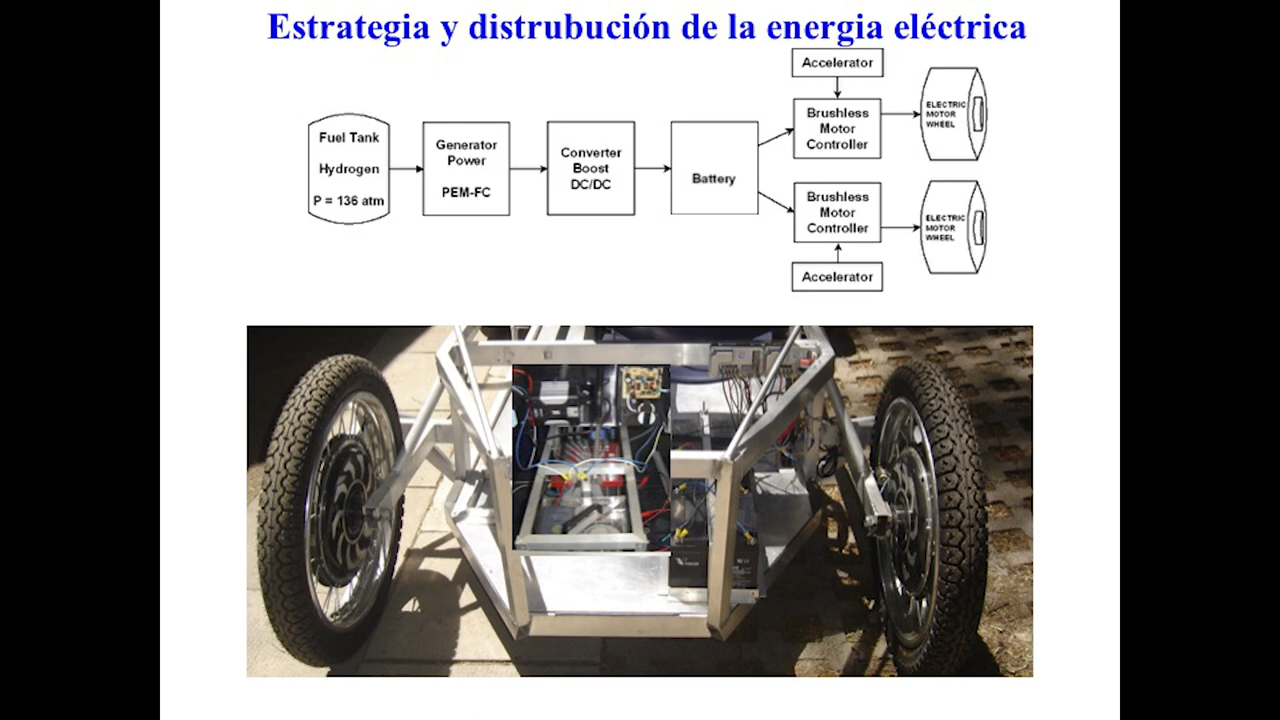 Estrategia y distrubución de la energia eléctrica
Fuel Tank
Hydrogen
P = 136 atm
Generator
Power
PEM-FC
Converter
Boost
DC/DC
Battery
Accelerator
Brushless
Motor
Controller
ELECTRIC
MOTOR
WHEEL
Brushless
Motor
Controller
Accelerator
ELECTRIC
MOTOR
WHEEL